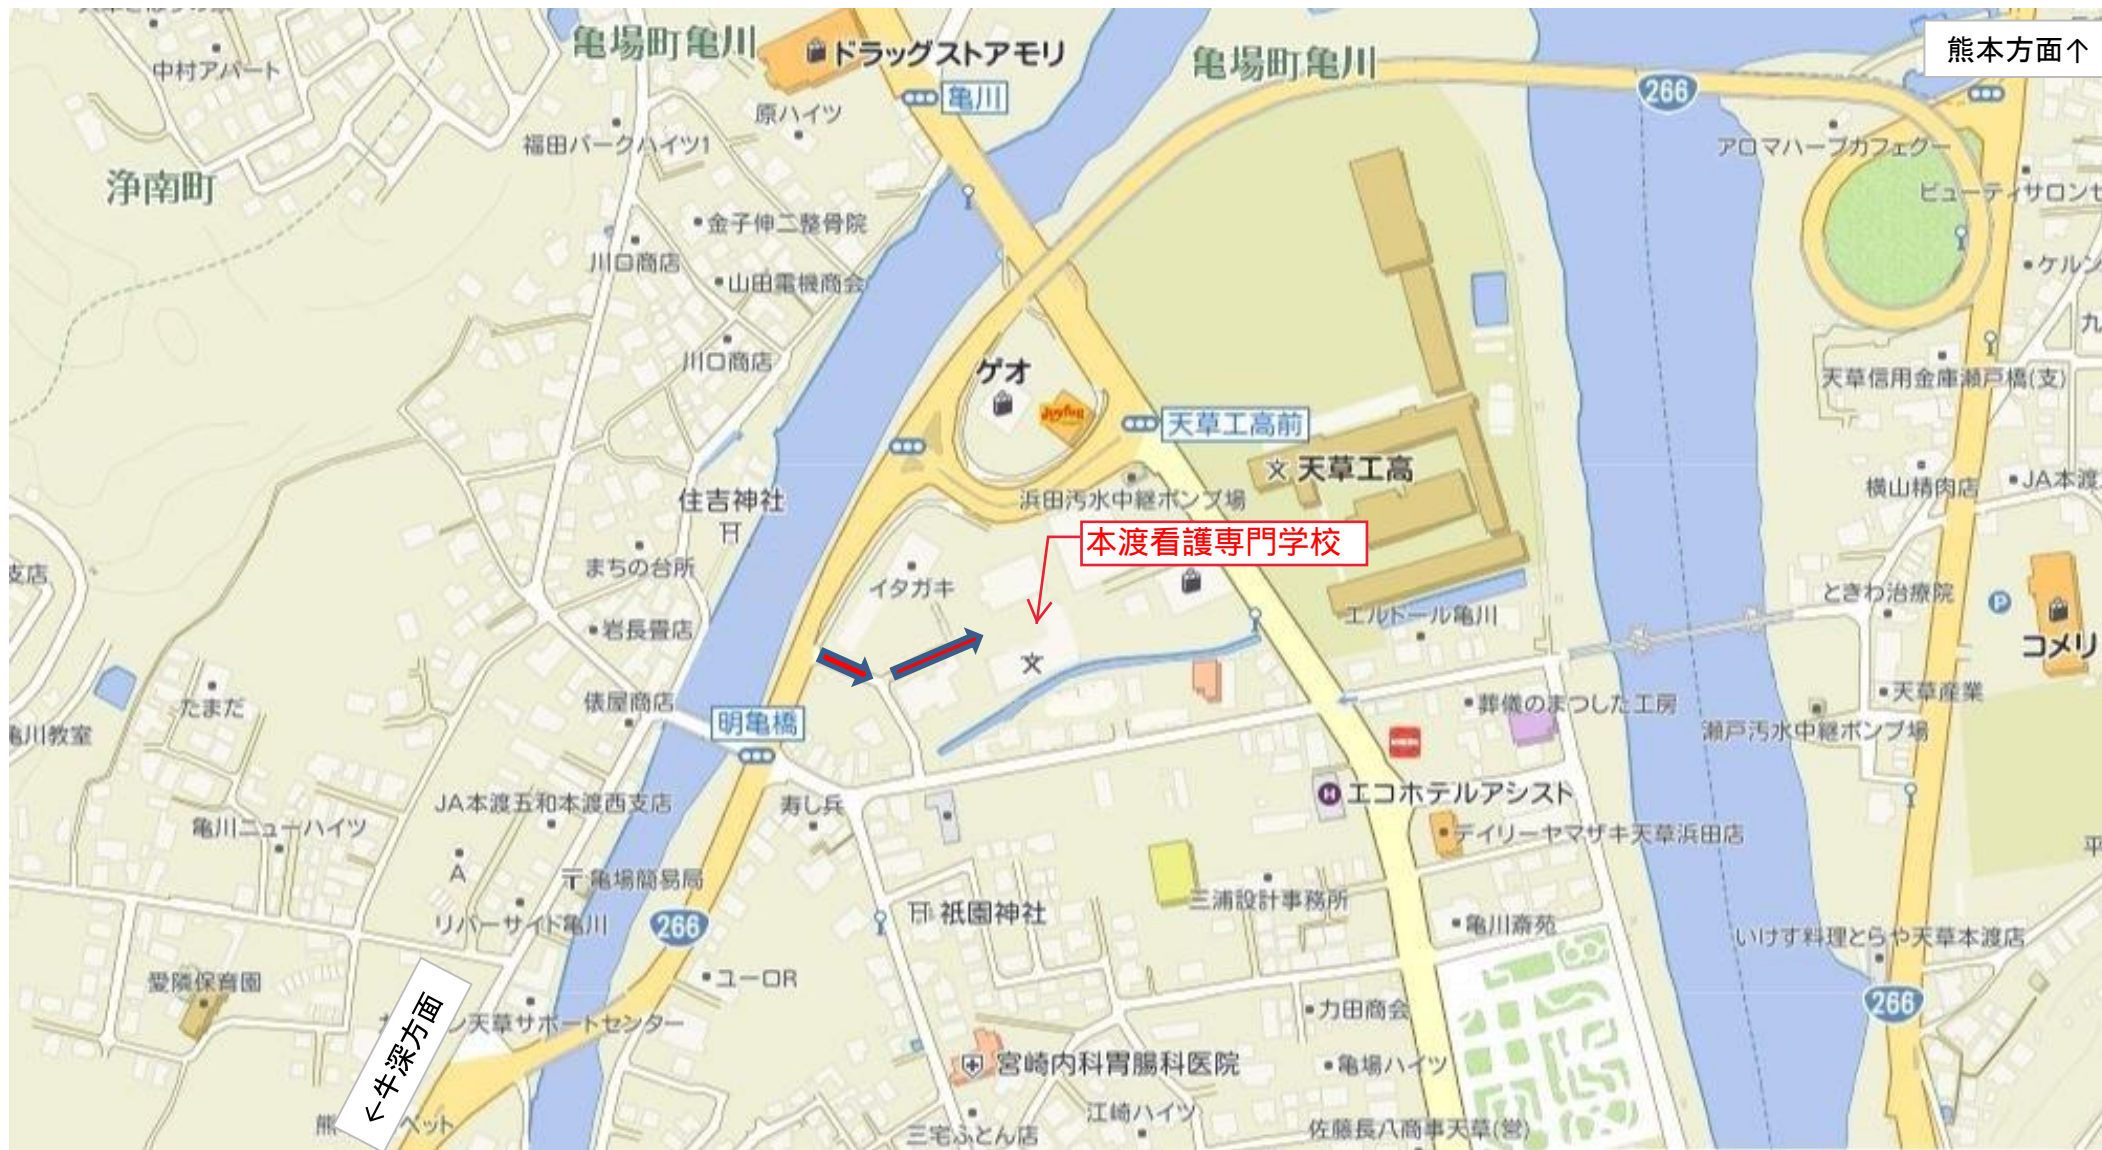 中村アパート
亀場町亀川
ドラッグストアモリ
亀川
原ハイツ
福田パークハイツ1
亀場町亀川
266
熊本方面↑
アロマハーブカフェグー
ビューティサロンセ
浄南町
金子伸二整骨院
川口商店
山田電機商会
川口商店
ケルン
九
天草信用金庫瀬戸橋(支)
ゲオ
Joyfull
天草工高前
天草工高
浜田汚水中継ポンプ場
横山精肉店
JA本渡
住吉神社
本渡看護専門学校
まちの台所
イタガキ
支店
岩長畳店
エルドール亀川
ときわ治療院
P
コメリ
俵屋商店
たまだ
亀川教室
明亀橋
葬儀のまつした工房
天草産業
瀬戸汚水中継ポンプ場
JA本渡五和本渡西支店
寿し兵
H エコホテルアシスト
亀川ニューハイツ
デイリーヤマザキ天草浜田店
平
A
〒亀場簡易局
三浦設計事務所
リバーサイド亀川
266
祇園神社
亀川斎苑
いけす料理とらや天草本渡店
愛隣保育園
ユーロR
力田商会
266
←牛深方面
ン天草サポートセンター
宮崎内科胃腸科医院
亀場ハイツ
熊
ペット
三宅ふとん店
江崎ハイツ
佐藤長八商事天草(営)